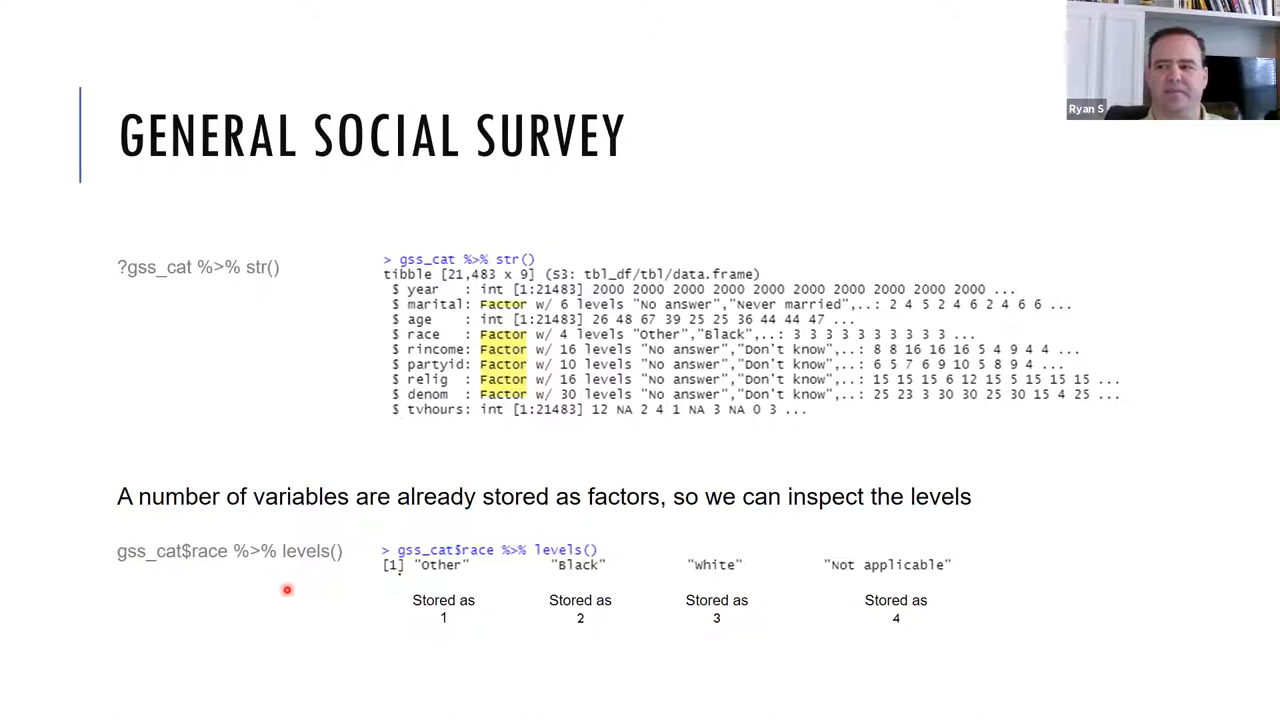 Ryan S
GENERAL SOCIAL SURVEY
?gss_cat %>% str()
> gss_cat %>% str()
tibble [21,483 x 9] (S3: tbl_df/tbl/data.frame)
$ year : int [1:21483] 2000 2000 2000 2000 2000 2000 2000 2000 2000 2000 ...
$ marital: Factor w/ 6 levels "No answer","Never married",..: 2 4 5 2 4 6 2 4 6 6 ...
$ age : int [1:21483] 26 48 67 39 25 25 36 44 44 47 ...
$ race : Factor w/ 4 levels "Other","Black",..: 3 3 3 3 3 3 3 3 3 3 ...
$ rincome: Factor w/ 16 levels "No answer","Don't know",..: 8 8 16 16 16 5 4 9 4 4 ...
$ partyid: Factor w/ 10 levels "No answer","Don't know",..: 6 5 7 6 9 10 5 8 9 4 ...
$ relig : Factor w/ 16 levels "No answer","Don't know",..: 15 15 15 6 12 15 5 15 15 15 ...
$ denom : Factor w/ 30 levels "No answer","Don't know",..: 25 23 3 30 30 25 30 15 4 25 ...
$ tvhours: int [1:21483] 12 NA 2 4 1 NA 3 NA 0 3 ...
A number of variables are already stored as factors, so we can inspect the levels
gss_cat$race %>% levels()
> gss_cat$race %>% levels()
[1] "Other" "Black" "White" "Not applicable"
Stored as Stored as Stored as Stored as
1 2 3 4